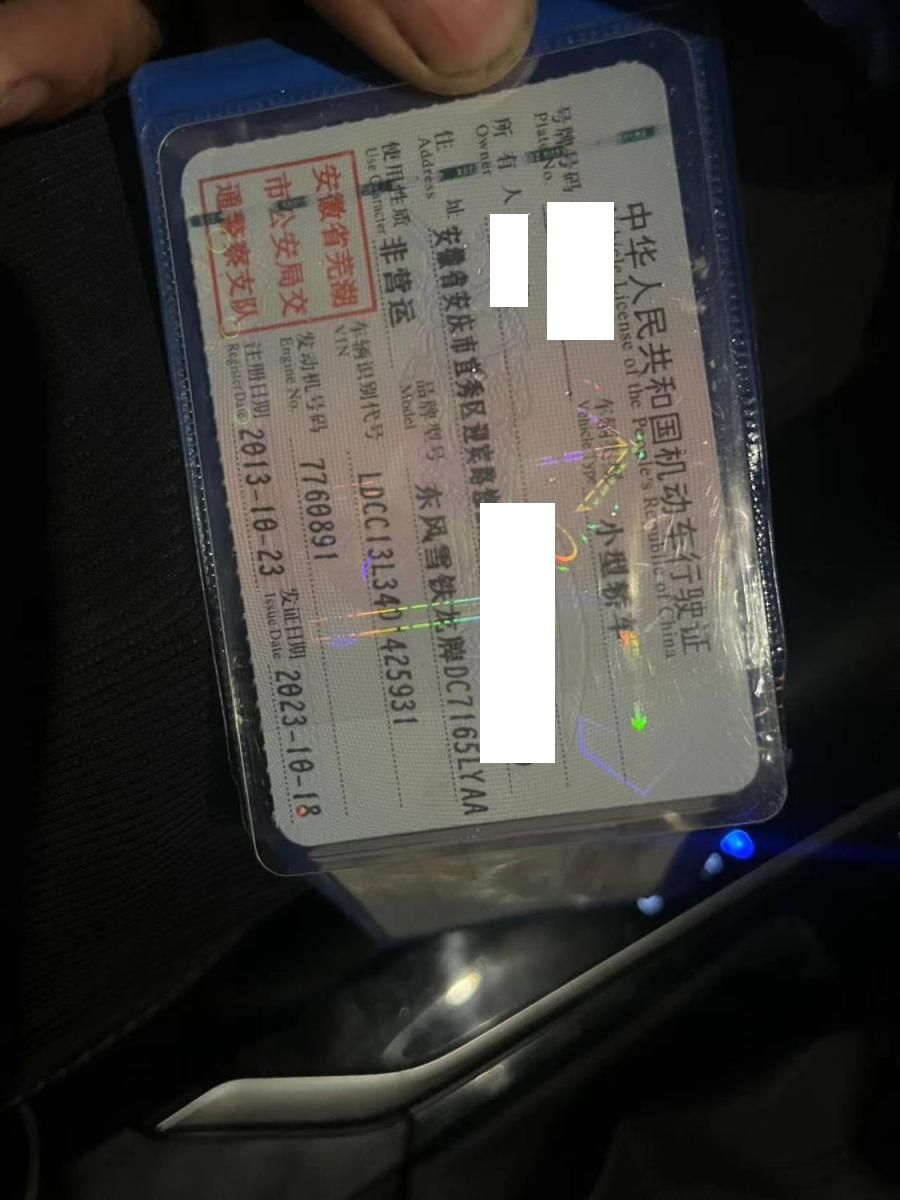 中华人民共和国机动车行驶证
Vehicle License of the People's Republic of China
号牌号码
Plate No.
车辆类型
Vehicle Type
小型轿车
所有人
Owner
住址
Address
安徽省安庆市宜秀区迎宾路
使用性质
Use Character
非营运
品牌型号
Model
东风雪铁龙牌DC7165LYAA
车辆识别代号
VIN
LDCC13L34D1425931
发动机号码
Engine No.
7760891
注册日期
Register Date
2013-10-23
发证日期
Issue Date
2023-10-18
安徽省芜湖
市公安局交
通警察支队